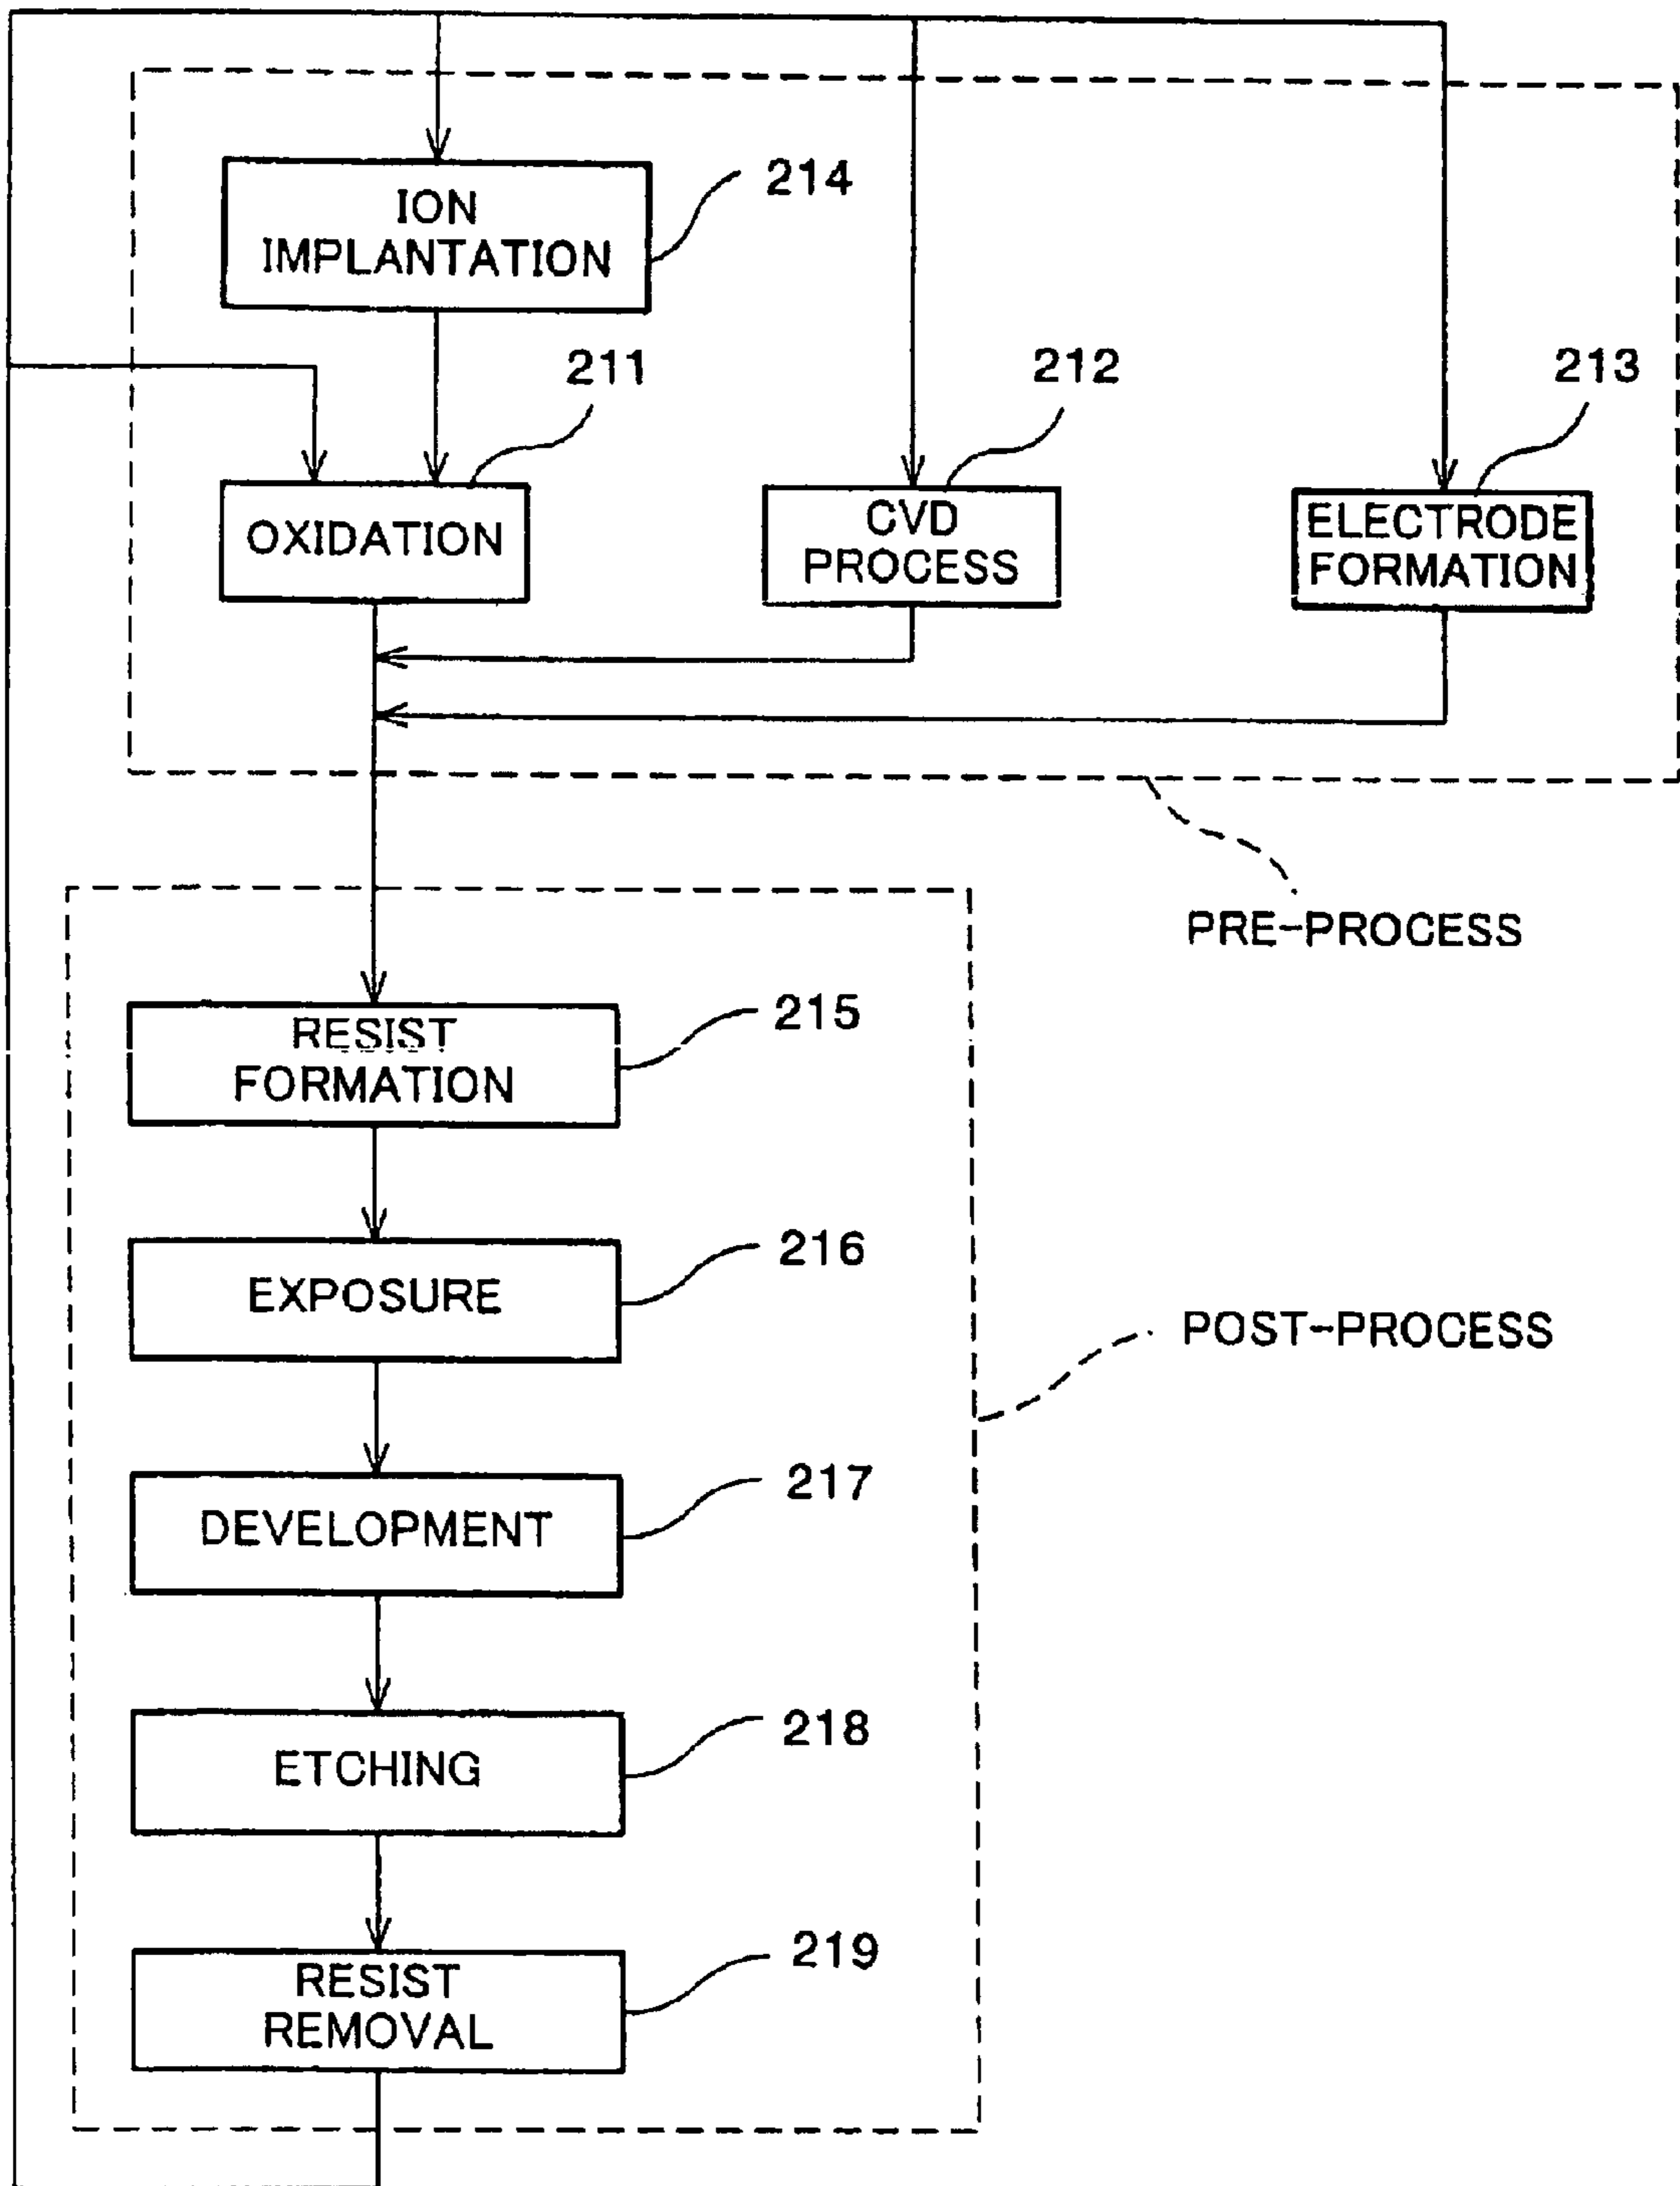 214
ION
IMPLANTATION
211
212
213
OXIDATION
CVD
PROCESS
ELECTRODE
FORMATION
PRE-PROCESS
215
RESIST
FORMATION
216
EXPOSURE
POST-PROCESS
217
DEVELOPMENT
218
ETCHING
219
RESIST
REMOVAL